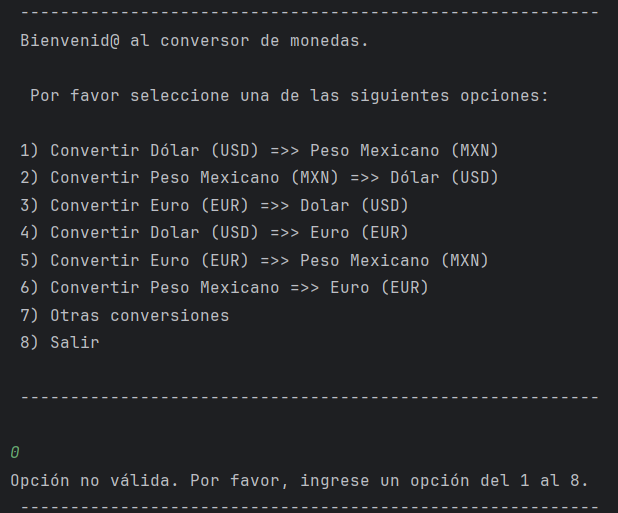 ----------------------------------------------------------
Bienvenid@ al conversor de monedas.
Por favor seleccione una de las siguientes opciones:
1) Convertir Dólar (USD) =>> Peso Mexicano (MXN)
2) Convertir Peso Mexicano (MXN) =>> Dólar (USD)
3) Convertir Euro (EUR) =>> Dolar (USD)
4) Convertir Dolar (USD) =>> Euro (EUR)
5) Convertir Euro (EUR) =>> Peso Mexicano (MXN)
6) Convertir Peso Mexicano =>> Euro (EUR)
7) Otras conversiones
8) Salir
----------------------------------------------------------
0
Opción no válida. Por favor, ingrese un opción del 1 al 8.
----------------------------------------------------------